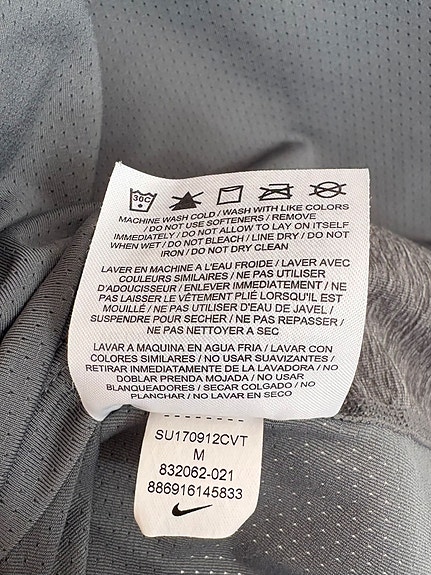 30C
MACHINE WASH COLD / WASH WITH LIKE COLORS
/ DO NOT USE SOFTENERS / REMOVE
IMMEDIATELY / DO NOT ALLOW TO LAY ON ITSELF
WHEN WET / DO NOT BLEACH / LINE DRY / DO NOT
IRON / DO NOT DRY CLEAN
LAVER EN MACHINE A L'EAU FROIDE / LAVER AVEC
COULEURS SIMILAIRES / NE PAS UTILISER
D'ADOUCISSEUR / ENLEVER IMMEDIATEMENT / NE
PAS LAISSER LE VÊTEMENT PLIÉ LORSQU'IL EST
MOUILLÉ / NE PAS UTILISER D'EAU DE JAVEL /
SUSPENDRE POUR SECHER / NE PAS REPASSER /
NE PAS NETTOYER A SEC
LAVAR A MAQUINA EN AGUA FRIA / LAVAR CON
COLORES SIMILARES / NO USAR SUAVIZANTES /
RETIRAR IMMEDIATAMENTE DE LA LAVADORA / NO
DOBLAR PRENDA MOJADA / NO USAR
BLANQUEADORES / SECAR COLGADO / NO
PLANCHAR / NO LAVAR EN SECO
SU170912CVT
M
832062-021
886916145833